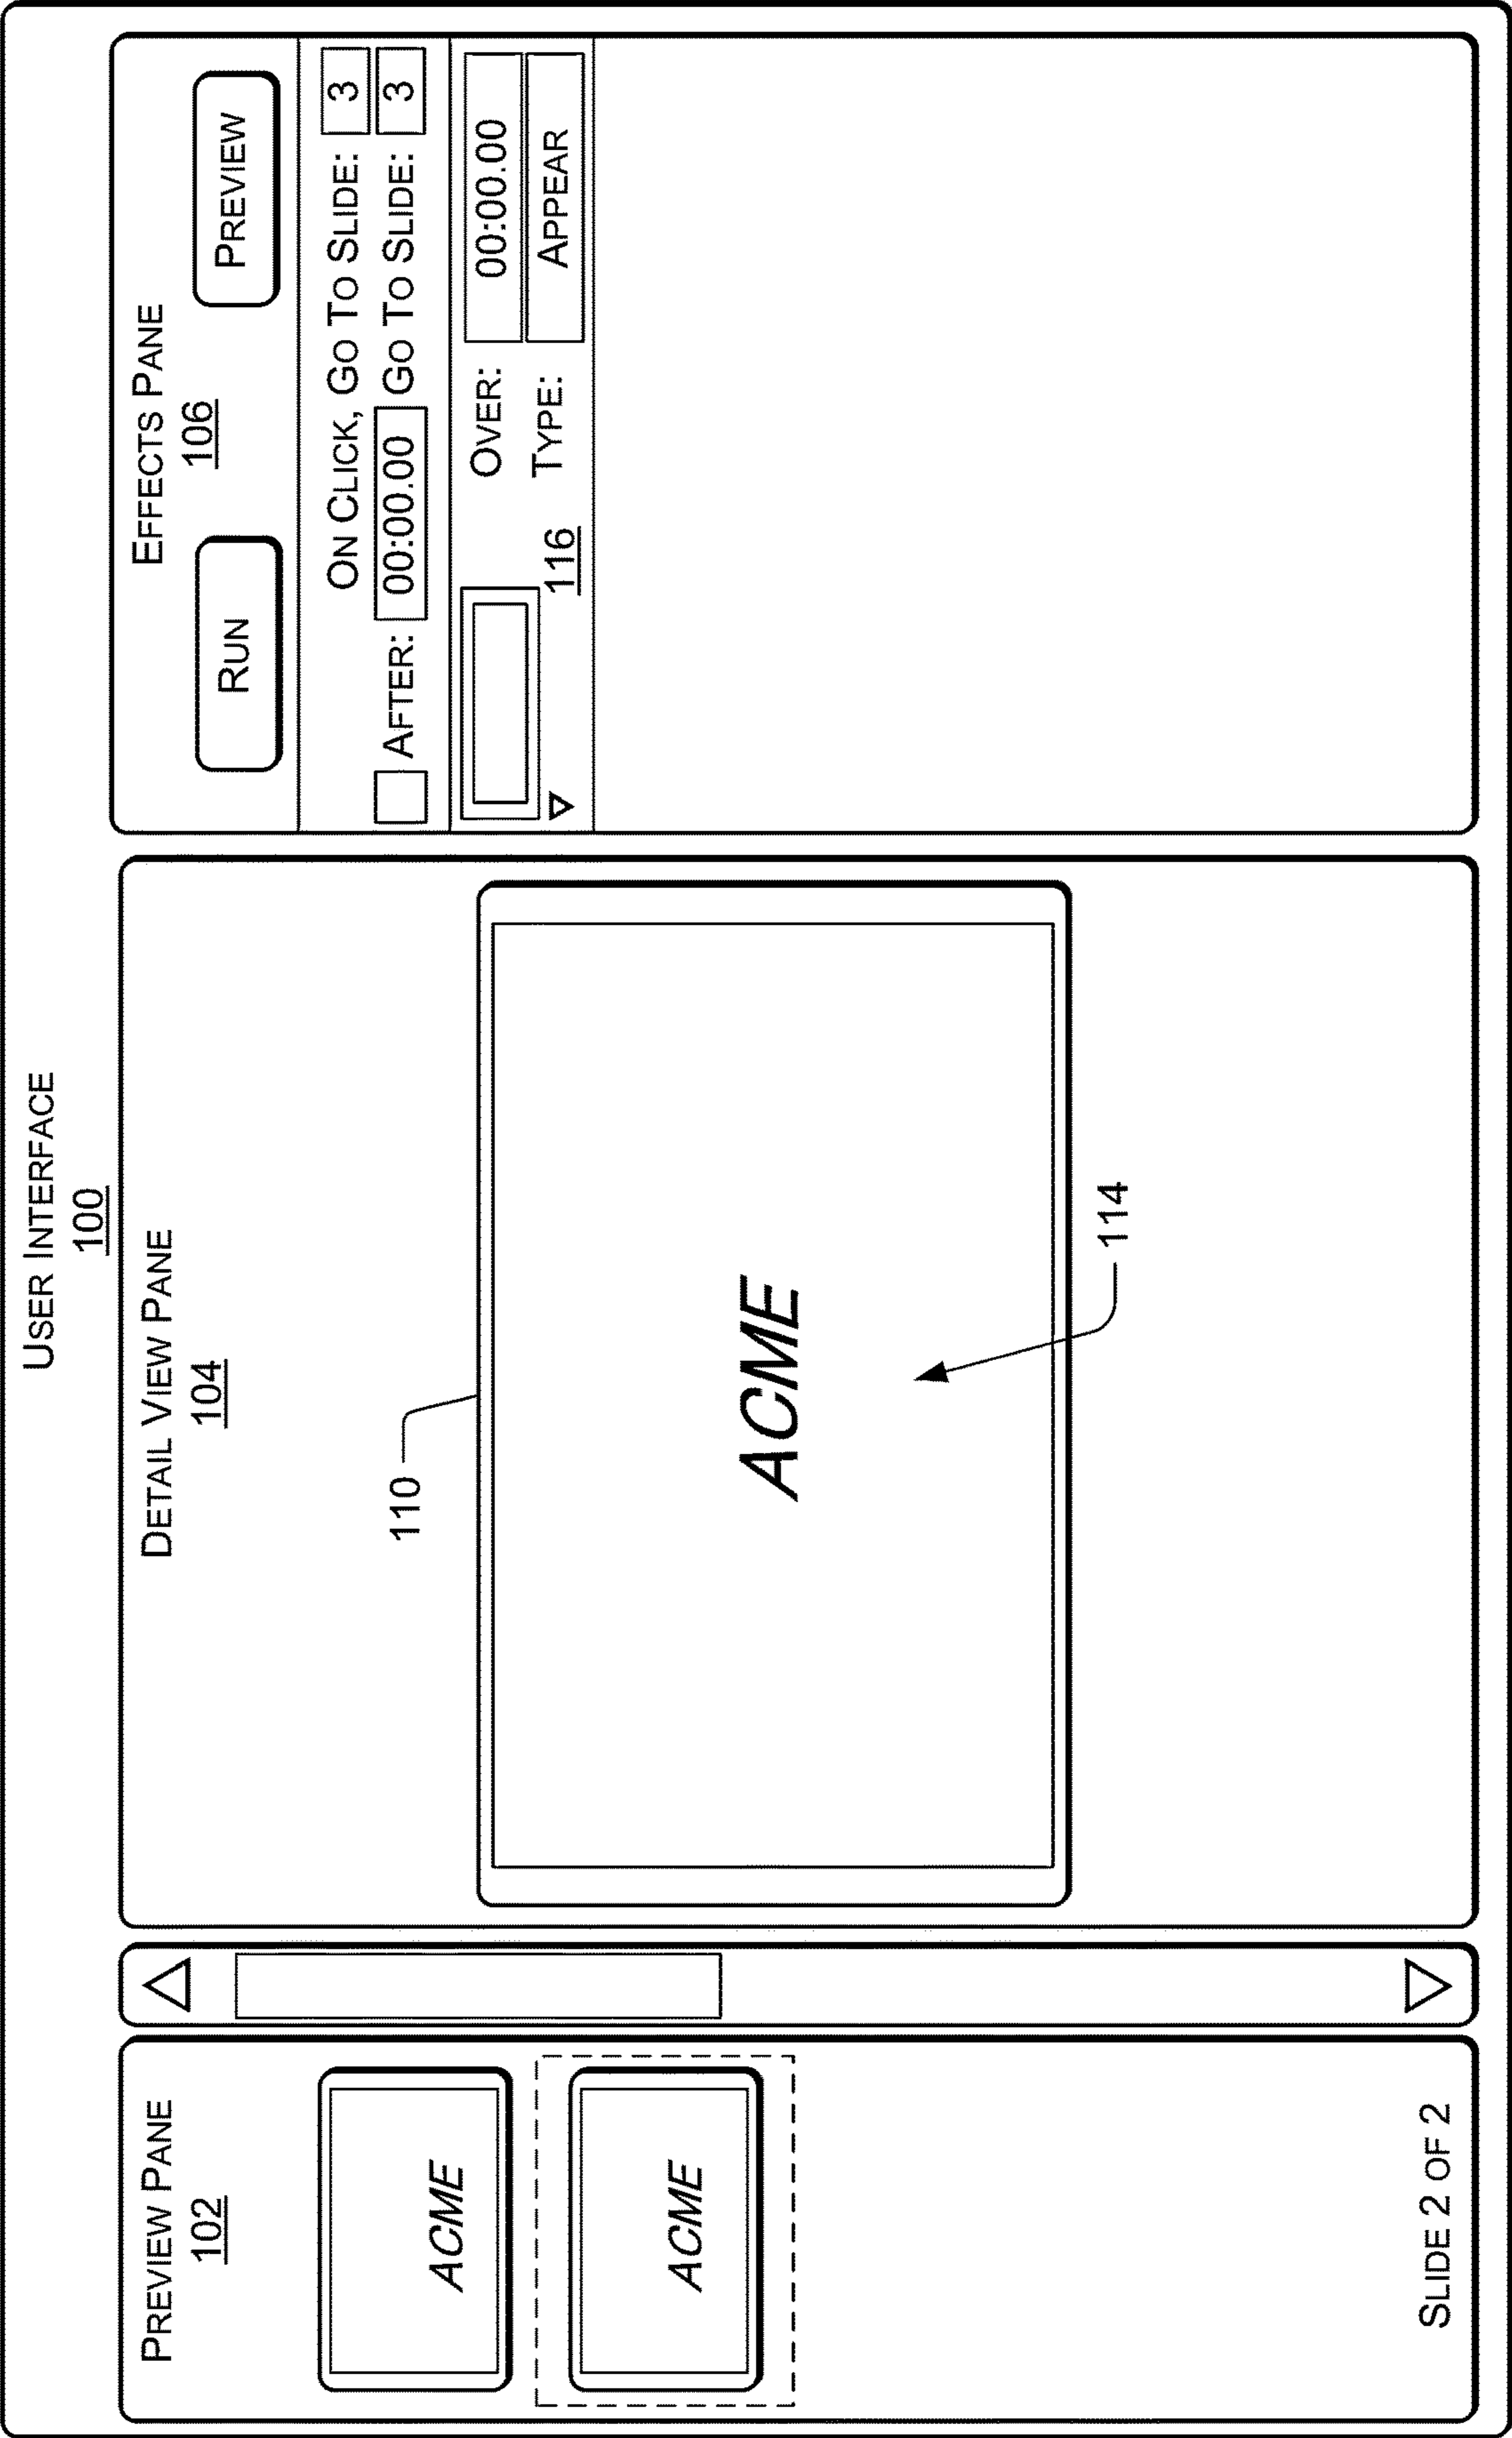 USER INTERFACE
100
PREVIEW PANE
102
ACME
ACME
SLIDE 2 OF 2
DETAIL VIEW PANE
104
110
ACME
114
EFFECTS PANE
106
RUN
PREVIEW
ON CLICK, GO TO SLIDE: 3
AFTER: 00:00.00 GO TO SLIDE: 3
OVER: 00:00.00
TYPE: APPEAR
116